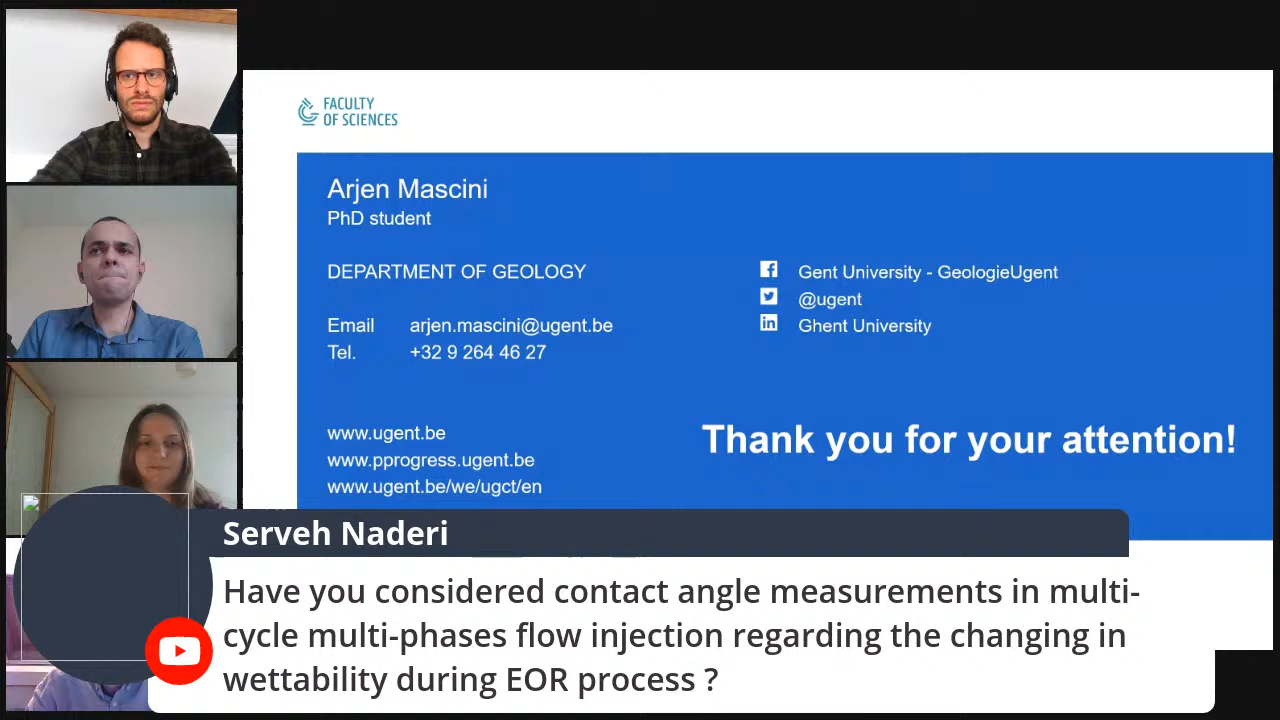 FACULTY
OF SCIENCES
Arjen Mascini
PhD student
DEPARTMENT OF GEOLOGY
Email arjen.mascini@ugent.be
Tel. +32 9 264 46 27
Gent University - GeologieUgent
@ugent
Ghent University
www.ugent.be
www.pprogress.ugent.be
www.ugent.be/we/ugct/en
Thank you for your attention!
Serveh Naderi
Have you considered contact angle measurements in multi-
cycle multi-phases flow injection regarding the changing in
wettability during EOR process ?